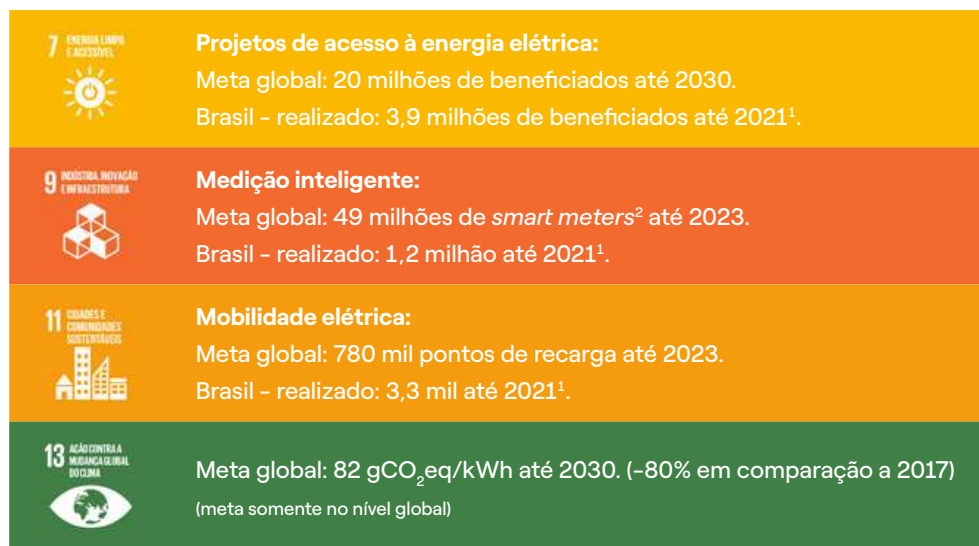 7 ENERGIA LIMPA
E ACESSÍVEL
Projetos de acesso à energia elétrica:
Meta global: 20 milhões de beneficiados até 2030.
Brasil - realizado: 3,9 milhões de beneficiados até 2021¹.
9 INDÚSTRIA, INOVAÇÃO
E INFRAESTRUTURA
Medição inteligente:
Meta global: 49 milhões de smart meters² até 2023.
Brasil - realizado: 1,2 milhão até 2021¹.
11 CIDADES E
COMUNIDADES
SUSTENTÁVEIS
Mobilidade elétrica:
Meta global: 780 mil pontos de recarga até 2023.
Brasil - realizado: 3,3 mil até 2021¹.
13 AÇÃO CONTRA A
MUDANÇA GLOBAL
DO CLIMA
Meta global: 82 gCO₂eq/kWh até 2030. (-80% em comparação a 2017)
(meta somente no nível global)